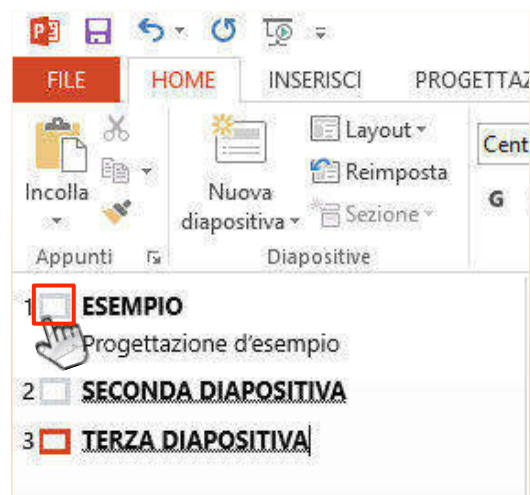 FILE HOME INSERISCI PROGETTAZ
Layout
Cent
Reimposta
Incolla
Nuova
diapositiva
Sezione
G
Appunti
Diapositive
1 ESEMPIO
Progettazione d'esempio
2 SECONDA DIAPOSITIVA
3 TERZA DIAPOSITIVA